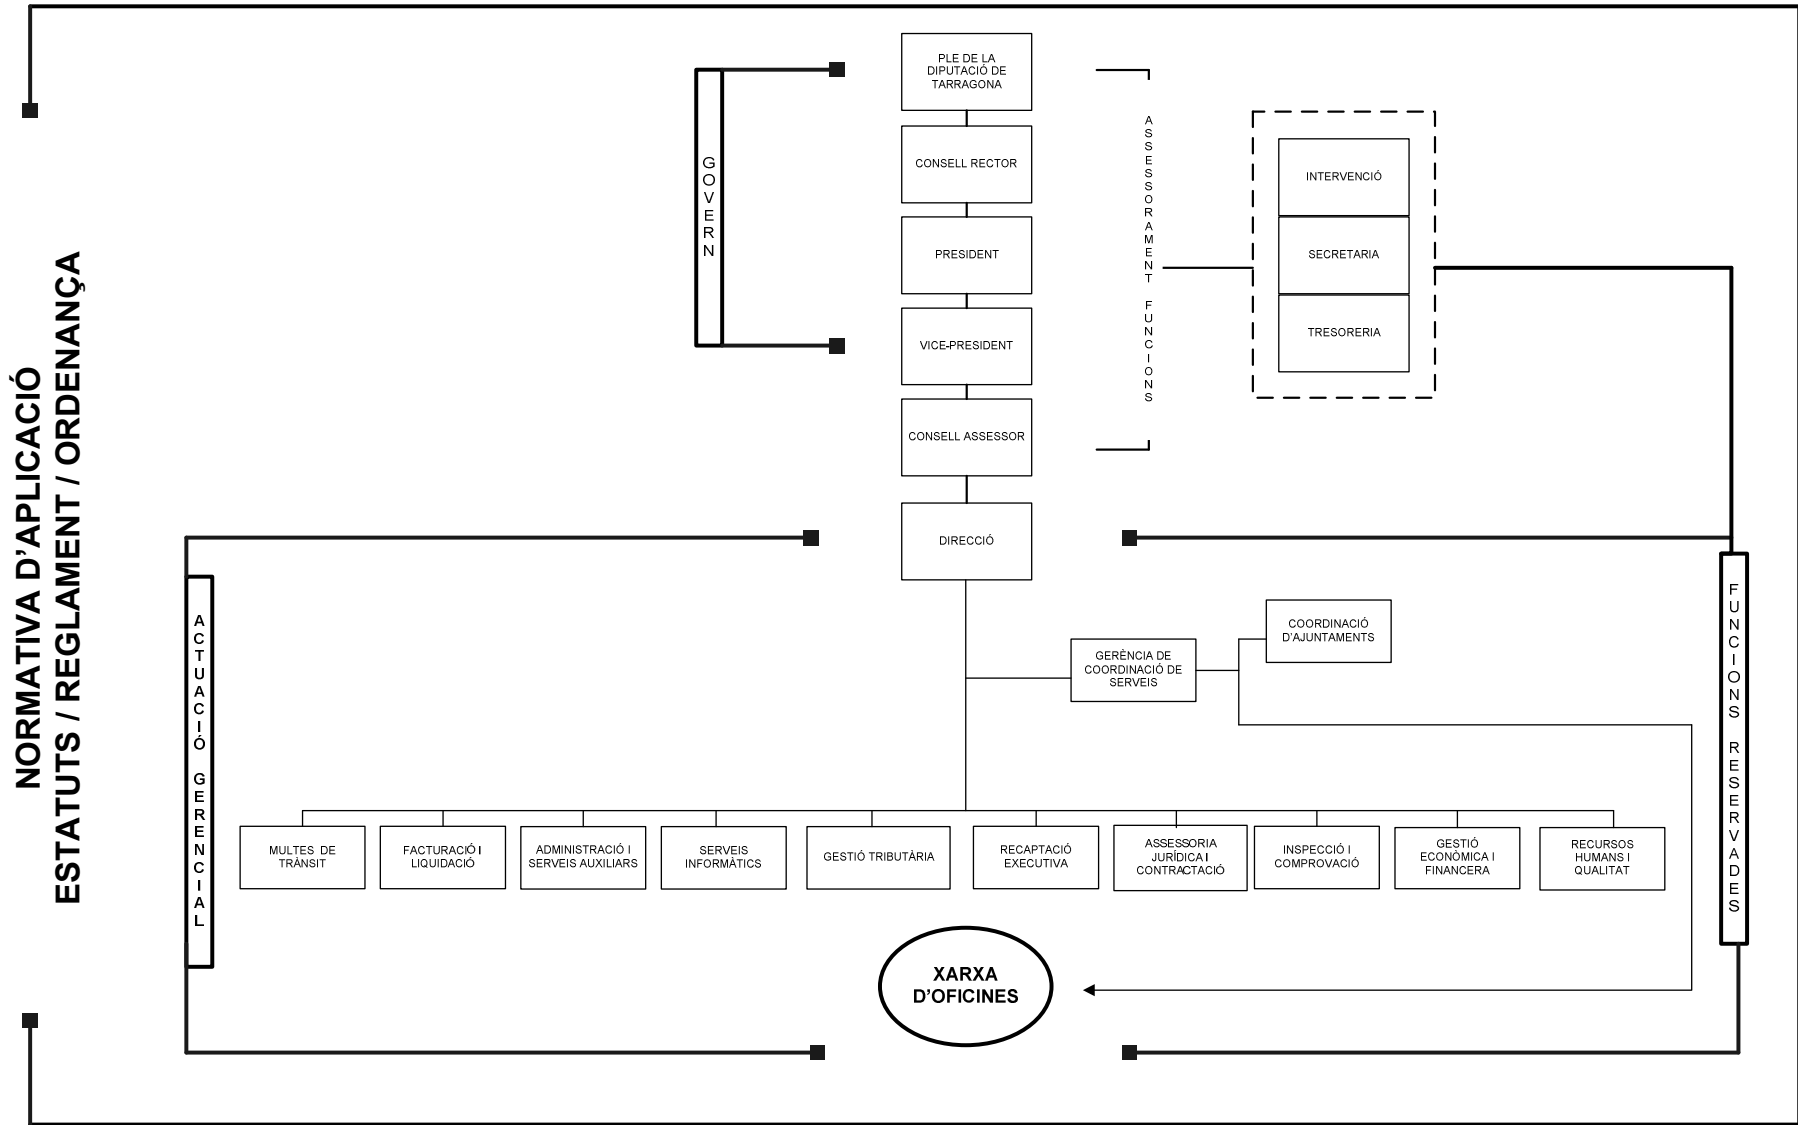 NORMATIVA D'APLICACIÓ
ESTATUTS / REGLAMENT / ORDENANÇA
GOVERN
PLE DE LA
DIPUTACIÓ DE
TARRAGONA
CONSELL RECTOR
PRESIDENT
VICE-PRESIDENT
CONSELL ASSESSOR
DIRECCIÓ
ASSESSORAMENT FUNCIONS
INTERVENCIÓ
SECRETARIA
TRESORERIA
ACTUACIÓ GERENCIAL
FUNCIONS RESERVADES
GERÈNCIA DE
COORDINACIÓ DE
SERVEIS
COORDINACIÓ
D'AJUNTAMENTS
MULTES DE
TRÀNSIT
FACTURACIÓ I
LIQUIDACIÓ
ADMINISTRACIÓ I
SERVEIS AUXILIARS
SERVEIS
INFORMÀTICS
GESTIÓ TRIBUTÀRIA
RECAPTACIÓ
EXECUTIVA
ASSESSORIA
JURÍDICA I
CONTRACTACIÓ
INSPECCIÓ I
COMPROVACIÓ
GESTIÓ
ECONÒMICA I
FINANCERA
RECURSOS
HUMANS I
QUALITAT
XARXA
D'OFICINES